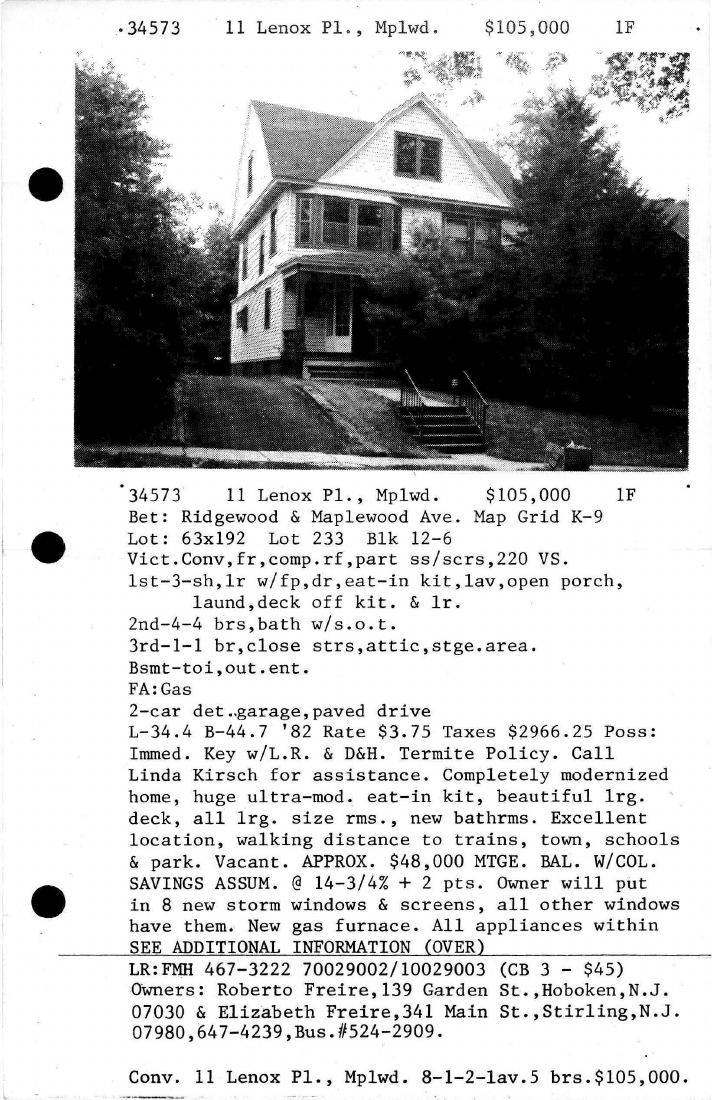 .34573 11 Lenox Pl., Mplwd. $105,000 1F
34573 11 Lenox Pl., Mplwd. $105,000 1F
Bet: Ridgewood & Maplewood Ave. Map Grid K-9
Lot: 63x192 Lot 233 Blk 12-6
Vict.Conv,fr,comp.rf,part ss/scrs,220 VS.
1st-3-sh,lr w/fp,dr,eat-in kit,lav,open porch,
laund,deck off kit. & lr.
2nd-4-4 brs,bath w/s.o.t.
3rd-1-1 br,close strs,attic,stge.area.
Bsmt-toi,out.ent.
FA:Gas
2-car det..garage,paved drive
L-34.4 B-44.7 '82 Rate $3.75 Taxes $2966.25 Poss:
Immed. Key w/L.R. & D&H. Termite Policy. Call
Linda Kirsch for assistance. Completely modernized
home, huge ultra-mod. eat-in kit, beautiful lrg.
deck, all lrg. size rms., new bathrms. Excellent
location, walking distance to trains, town, schools
& park. Vacant. APPROX. $48,000 MTGE. BAL. W/COL.
SAVINGS ASSUM. @ 14-3/4% + 2 pts. Owner will put
in 8 new storm windows & screens, all other windows
have them. New gas furnace. All appliances within
SEE ADDITIONAL INFORMATION (OVER)
LR:FMH 467-3222 70029002/10029003 (CB 3 - $45)
Owners: Roberto Freire,139 Garden St.,Hoboken,N.J.
07030 & Elizabeth Freire,341 Main St.,Stirling,N.J.
07980,647-4239,Bus.#524-2909.
Conv. 11 Lenox Pl., Mplwd. 8-1-2-1av.5 brs.$105,000.